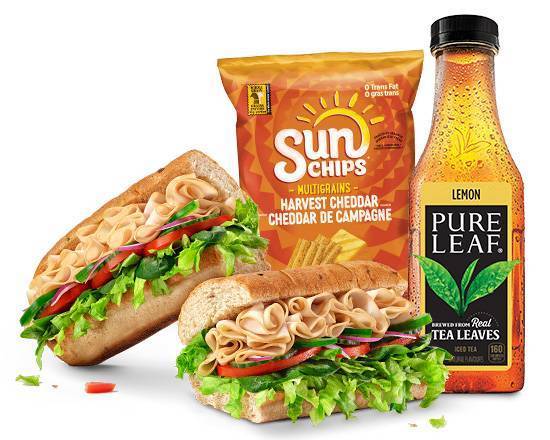 0 Trans Fat
0 gras trans
Sun
CHIPS
- MULTIGRAINS -
HARVEST CHEDDAR
CHEDDAR DE CAMPAGNE
LEMON
PURE
LEAF®
BREWED FROM Real
TEA LEAVES
ICED TEA
160